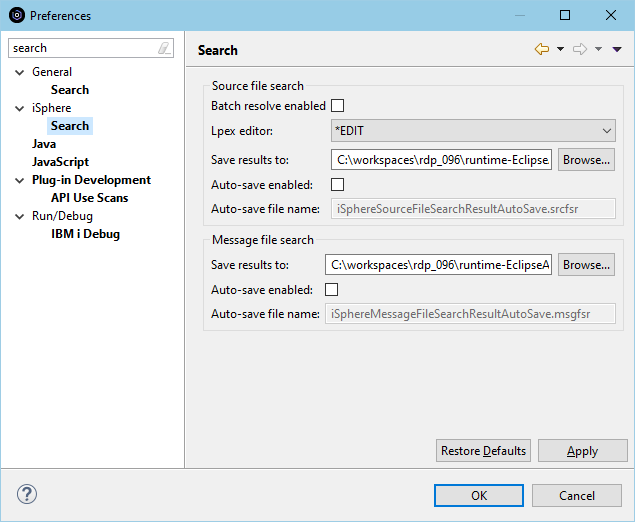 Preferences
search
Search
General
Search
iSphere
Search
Java
JavaScript
Plug-in Development
API Use Scans
Run/Debug
IBM i Debug
Source file search
Batch resolve enabled
Lpex editor: *EDIT
Save results to: C:\workspaces\rdp_096\runtime-Eclipse. Browse...
Auto-save enabled:
Auto-save file name: iSphereSourceFileSearchResultAutoSave.srcfsr
Message file search
Save results to: C:\workspaces\rdp_096\runtime-EclipseA Browse...
Auto-save enabled:
Auto-save file name: iSphereMessageFileSearchResultAutoSave.msgfsr
Restore Defaults Apply
? OK Cancel